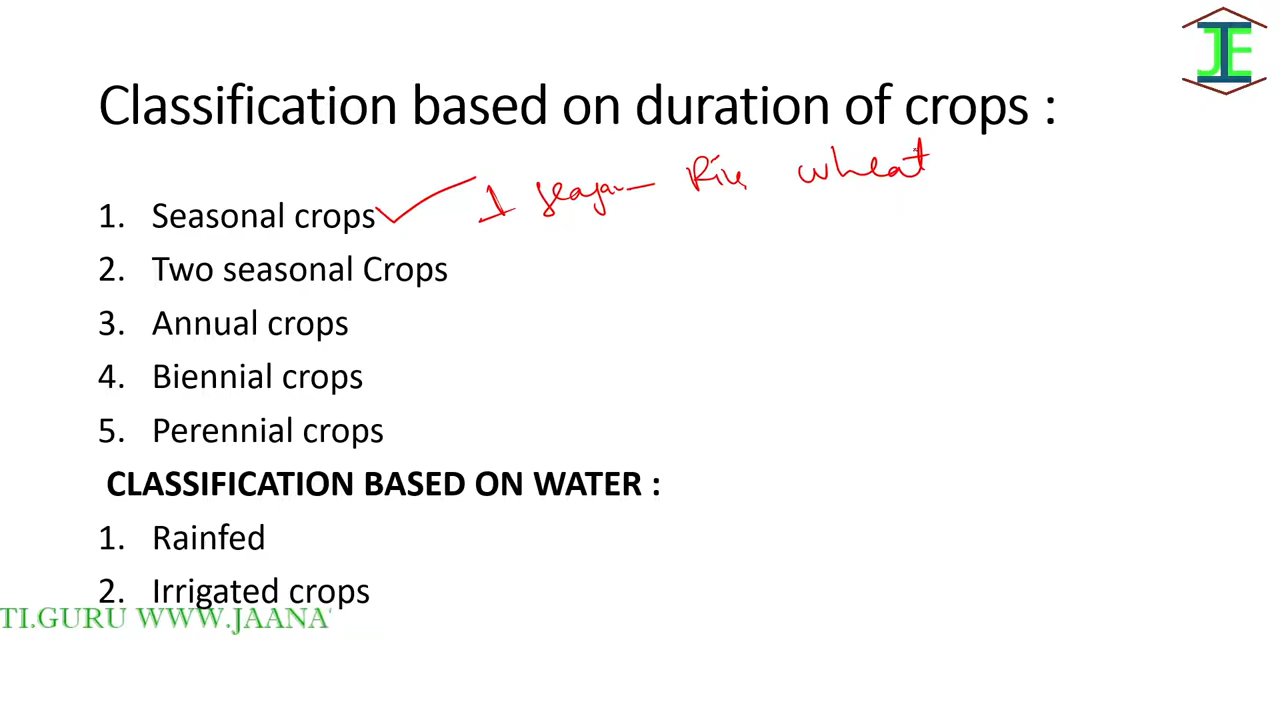 JE
Classification based on duration of crops :
1. Seasonal crops 1 season Rice wheat
2. Two seasonal Crops
3. Annual crops
4. Biennial crops
5. Perennial crops
CLASSIFICATION BASED ON WATER :
1. Rainfed
2. Irrigated crops
TI.GURU WWW.JAANA